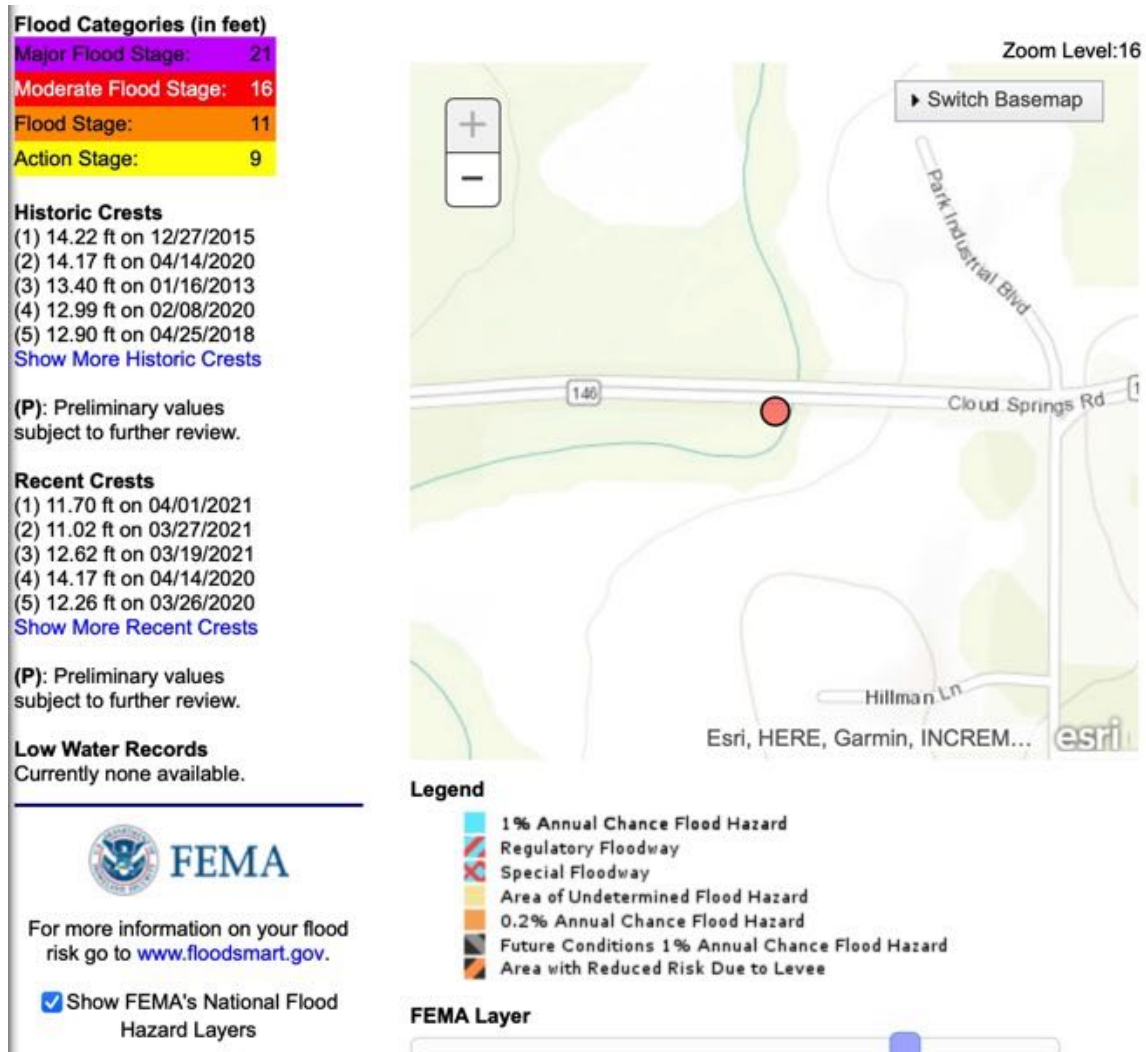 Flood Categories (in feet)
Major Flood Stage: 21
Moderate Flood Stage: 16
Flood Stage: 11
Action Stage: 9
Historic Crests
(1) 14.22 ft on 12/27/2015
(2) 14.17 ft on 04/14/2020
(3) 13.40 ft on 01/16/2013
(4) 12.99 ft on 02/08/2020
(5) 12.90 ft on 04/25/2018
Show More Historic Crests
(P): Preliminary values
subject to further review.
Recent Crests
(1) 11.70 ft on 04/01/2021
(2) 11.02 ft on 03/27/2021
(3) 12.62 ft on 03/19/2021
(4) 14.17 ft on 04/14/2020
(5) 12.26 ft on 03/26/2020
Show More Recent Crests
(P): Preliminary values
subject to further review.
Low Water Records
Currently none available.
FEMA
For more information on your flood
risk go to www.floodsmart.gov.
Show FEMA's National Flood
Hazard Layers
Zoom Level:16
+
Switch Basemap
−
Park Industrial Blvd
146
Cloud Springs Rd
1
Hillman Ln
Esri, HERE, Garmin, INCREM...
esri
Legend
1% Annual Chance Flood Hazard
Regulatory Floodway
Special Floodway
Area of Undetermined Flood Hazard
0.2% Annual Chance Flood Hazard
Future Conditions 1% Annual Chance Flood Hazard
Area with Reduced Risk Due to Levee
FEMA Layer